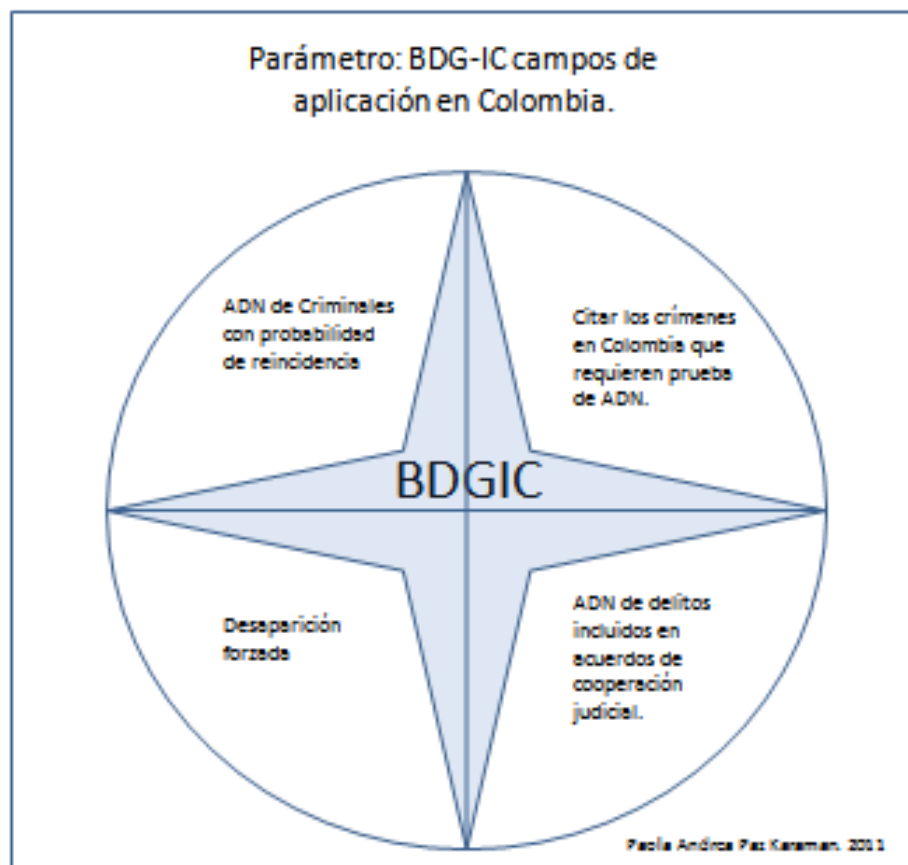 Parámetro: BDG-IC campos de
aplicación en Colombia.
ADN de Criminales
con probabilidad
de reincidencia
Citar los crímenes
en Colombia que
requieren prueba
de ADN.
BDGIC
Desaparición
forzada
ADN de delitos
incluidos en
acuerdos de
cooperación
judicial.
Paola Andrea Paz Karaman. 2011